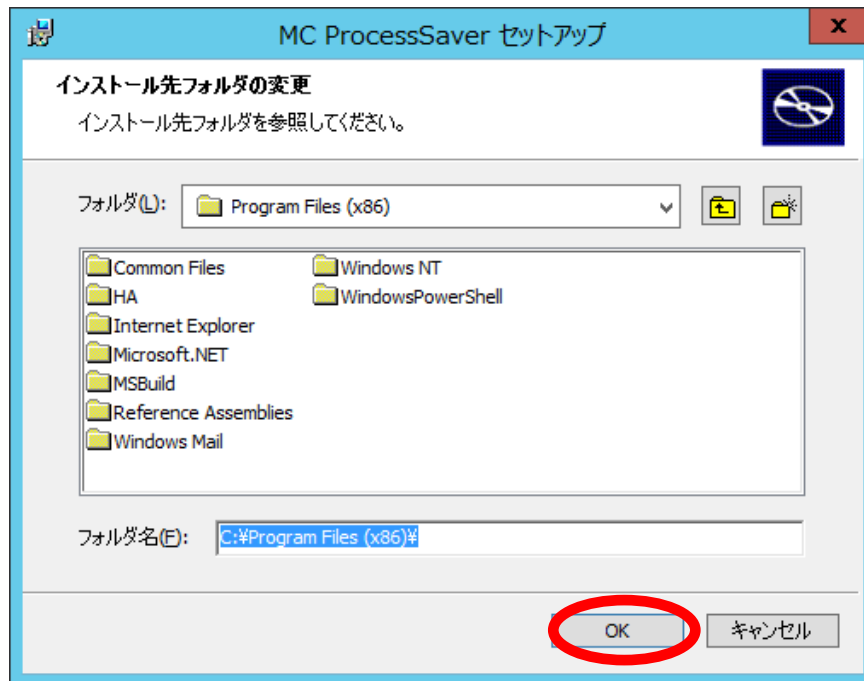 MC ProcessSaver セットアップ
x
インストール先フォルダの変更
インストール先フォルダを参照してください。
フォルダ(L):
Program Files (x86)
Common Files
HA
Internet Explorer
Microsoft.NET
MSBuild
Reference Assemblies
Windows Mail
Windows NT
WindowsPowerShell
フォルダ名(F):
C:¥Program Files (x86)¥
OK
キャンセル